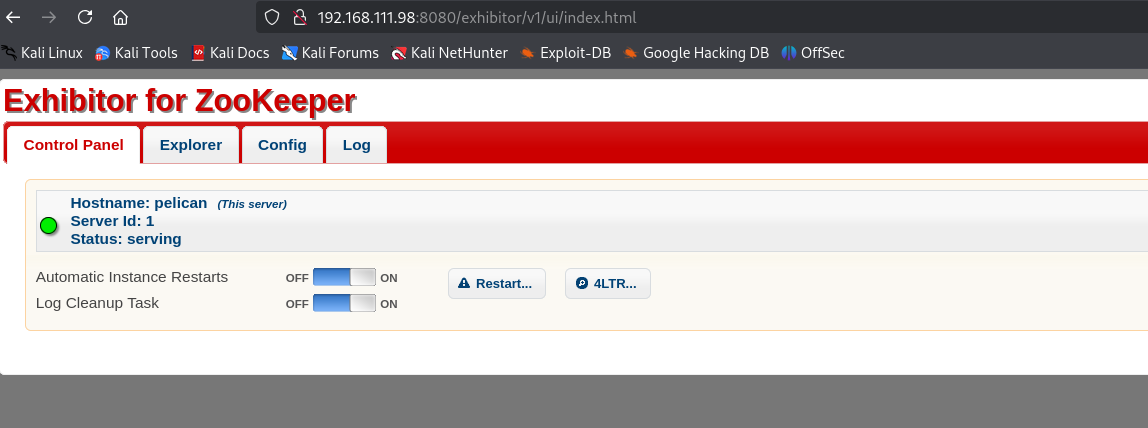 192.168.111.98:8080/exhibitor/v1/ui/index.html
Kali Linux Kali Tools Kali Docs Kali Forums Kali NetHunter Exploit-DB Google Hacking DB OffSec
Exhibitor for ZooKeeper
Control Panel Explorer Config Log
Hostname: pelican (This server)
Server Id: 1
Status: serving
Automatic Instance Restarts OFF ON Restart... 4LTR...
Log Cleanup Task OFF ON